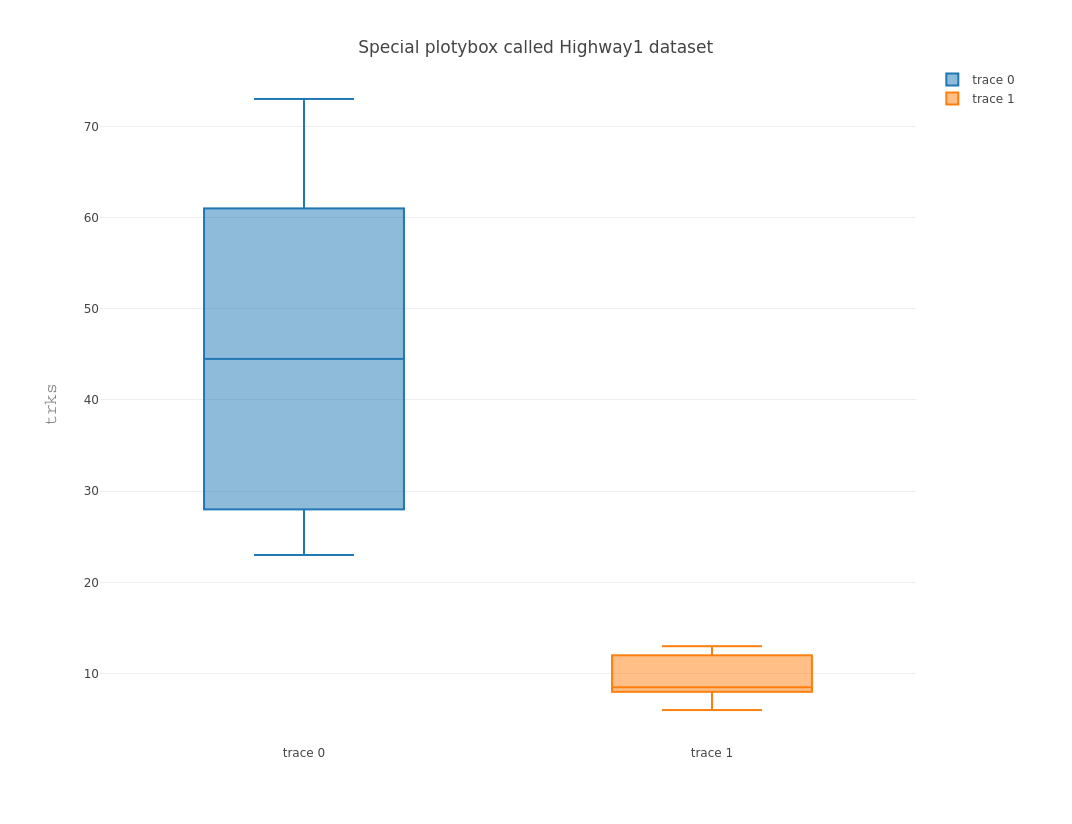 Special plotybox called Highway1 dataset
trace 0
trace 1
70
60
50
40
30
20
10
trks
trace 0
trace 1